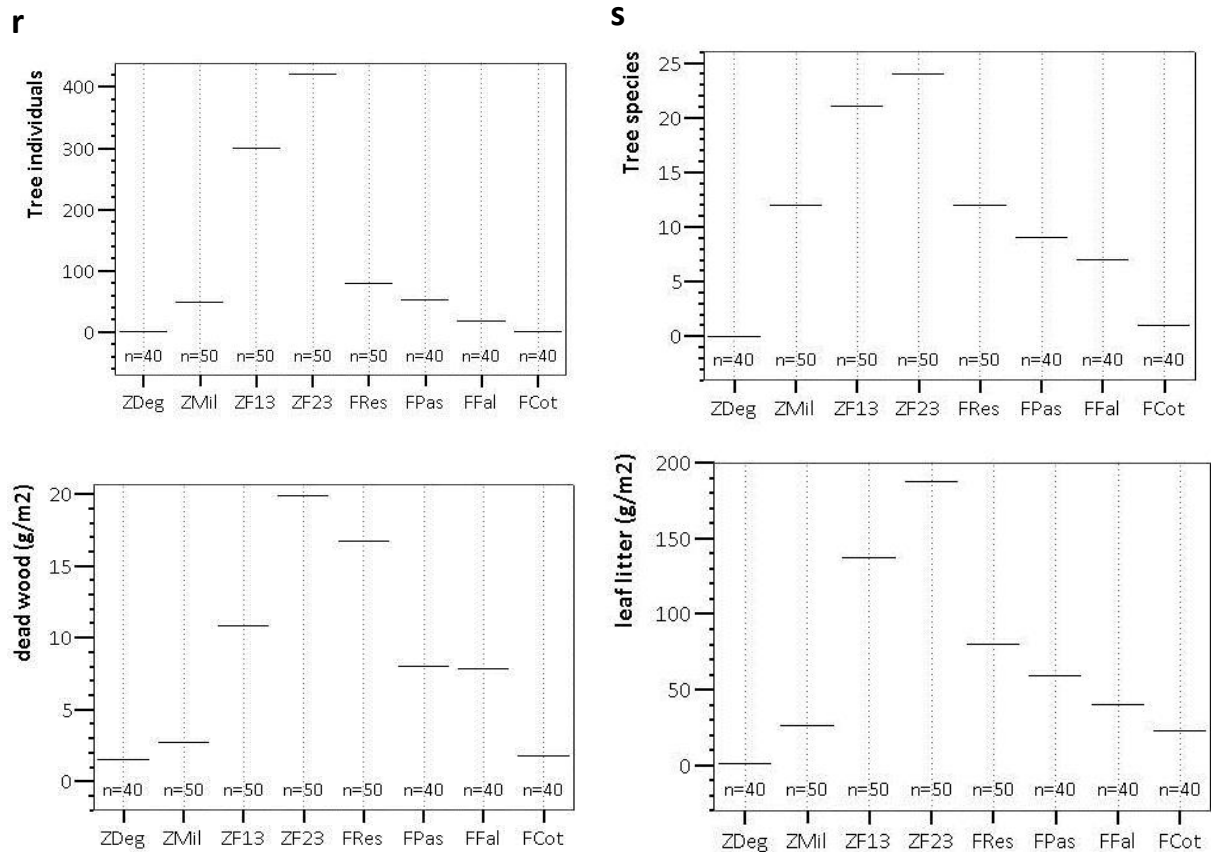 r
Tree individuals
400
300
200
100
0
n=40 n=50 n=50 n=50 n=50 n=40 n=40 n=40
ZDeg ZMil ZF13 ZF23 FRes FPas FFal FCot
s
Tree species
25
20
15
10
5
0
n=40 n=50 n=50 n=50 n=50 n=40 n=40 n=40
ZDeg ZMil ZF13 ZF23 FRes FPas FFal FCot
dead wood (g/m2)
20
15
10
5
0
n=40 n=50 n=50 n=50 n=50 n=40 n=40 n=40
ZDeg ZMil ZF13 ZF23 FRes FPas FFal FCot
leaf litter (g/m2)
200
150
100
50
0
n=40 n=50 n=50 n=50 n=50 n=40 n=40 n=40
ZDeg ZMil ZF13 ZF23 FRes FPas FFal FCot